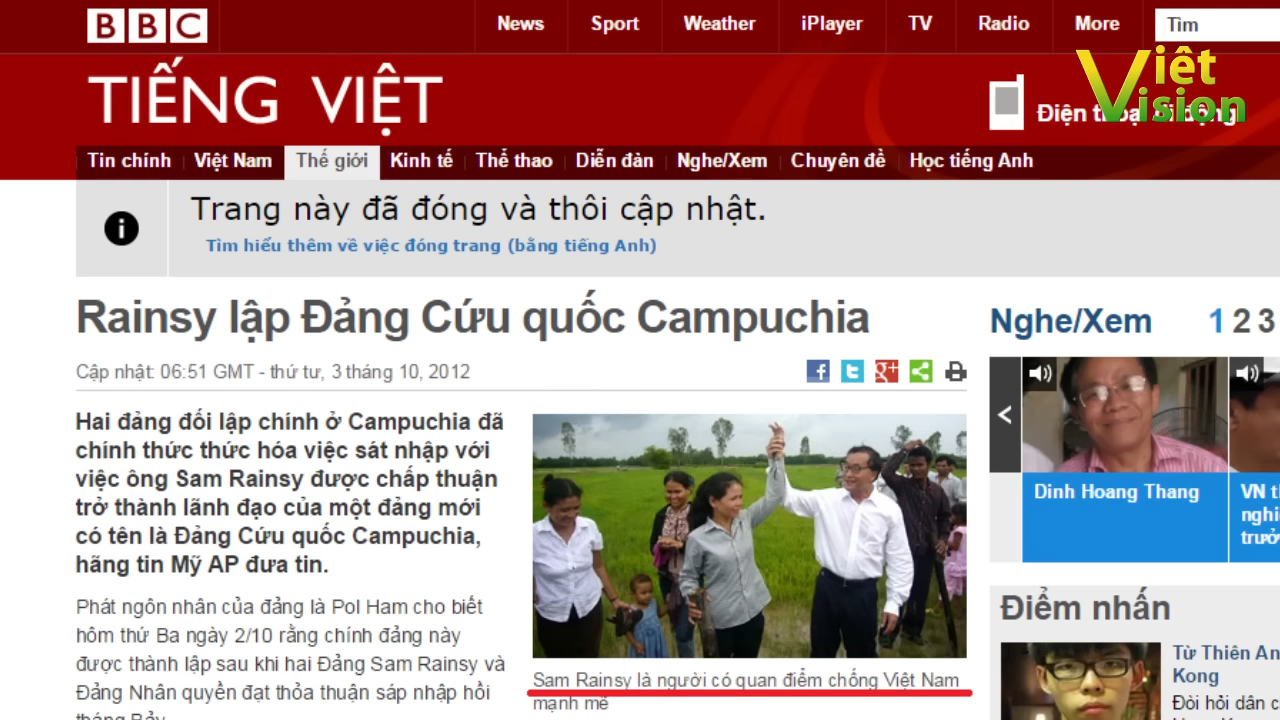 BBC
News Sport Weather iPlayer TV Radio More Tìm
TIẾNG VIỆT
Việt
Vision
Điện thoại di động
Tin chính Việt Nam Thế giới Kinh tế Thể thao Diễn đàn Nghe/Xem Chuyên đề Học tiếng Anh
Trang này đã đóng và thôi cập nhật.
Tìm hiểu thêm về việc đóng trang (bằng tiếng Anh)
Rainsy lập Đảng Cứu quốc Campuchia
Cập nhật: 06:51 GMT - thứ tư, 3 tháng 10, 2012
Hai đảng đối lập chính ở Campuchia đã
chính thức thức hóa việc sát nhập với
việc ông Sam Rainsy được chấp thuận
trở thành lãnh đạo của một đảng mới
có tên là Đảng Cứu quốc Campuchia,
hãng tin Mỹ AP đưa tin.
Phát ngôn nhân của đảng là Pol Ham cho biết
hôm thứ Ba ngày 2/10 rằng chính đảng này
được thành lập sau khi hai Đảng Sam Rainsy và
Đảng Nhân quyền đạt thỏa thuận sáp nhập hồi
tháng Bảy
Sam Rainsy là người có quan điểm chống Việt Nam
mạnh mẽ
Nghe/Xem 1 2 3
Dinh Hoang Thang
VN
trướ
Điểm nhấn
Từ Thiên An
Kong
Đòi hỏi dân c